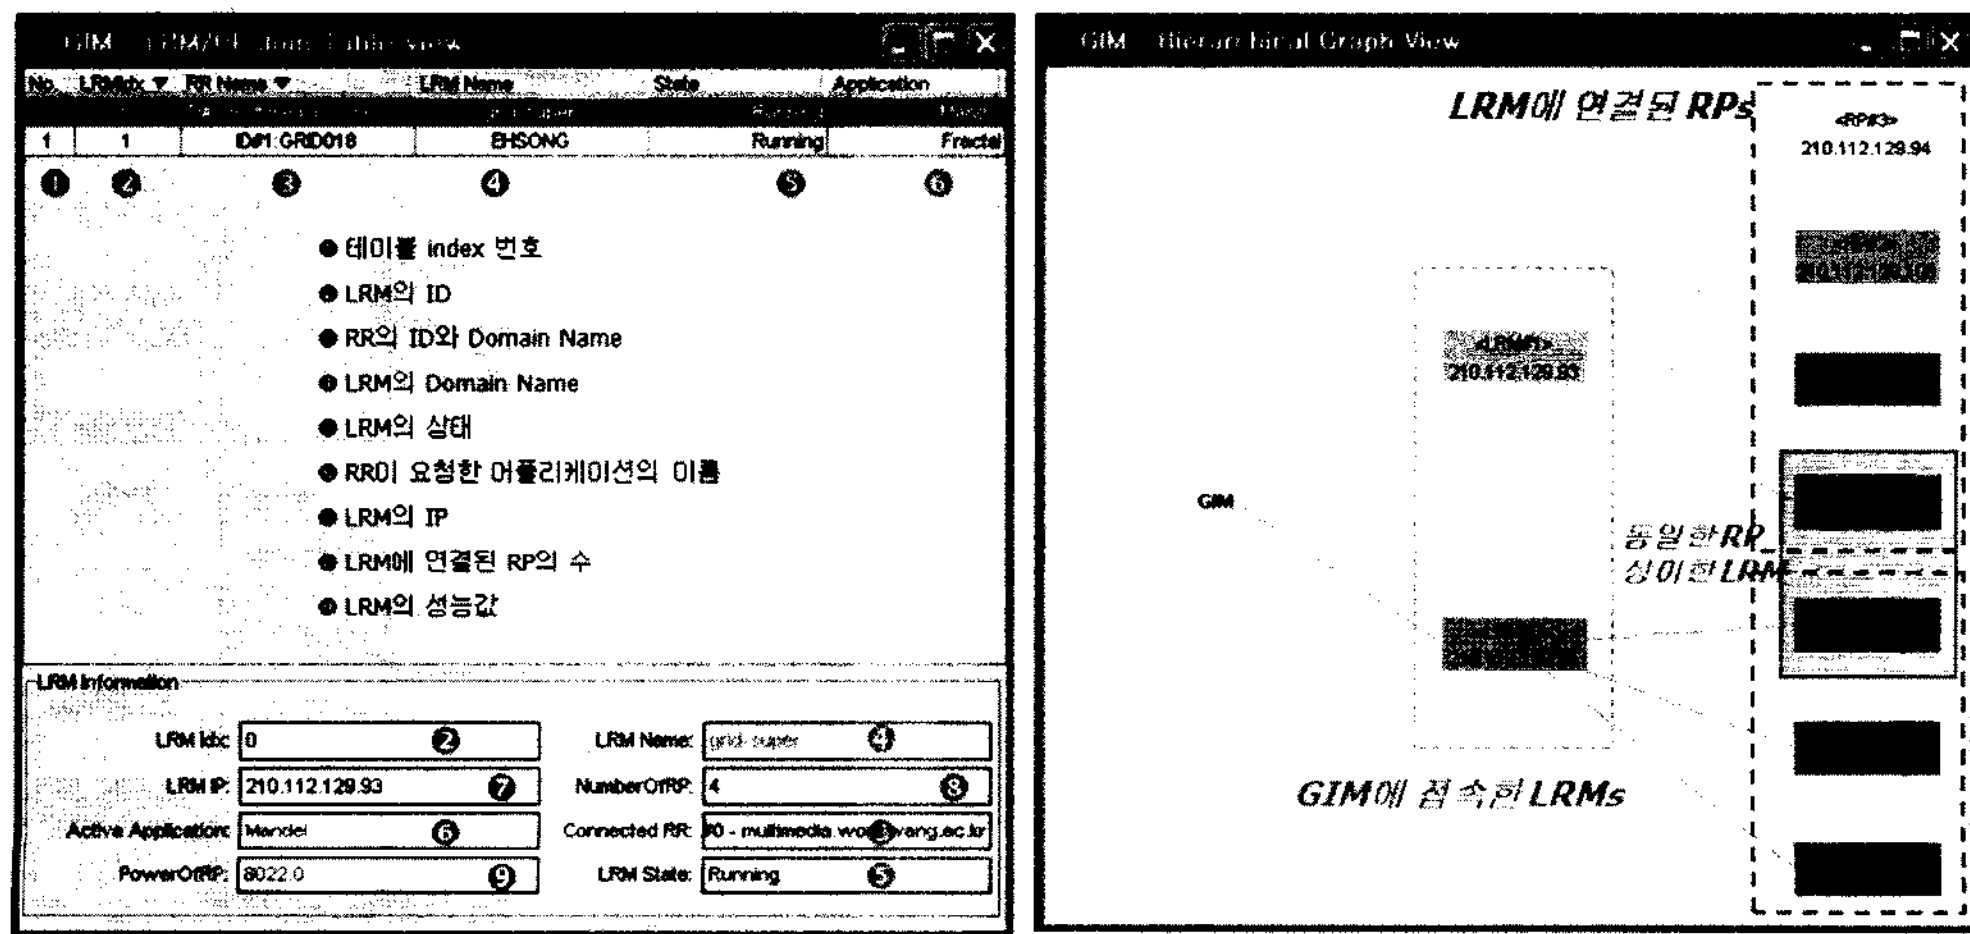 GIM
No. LRMIdx ▼ RR Name ▼ LRM Name State Application
1 1 ID#1:GRID018 EHSONG Running Fractal
❶ ❷ ❸ ❹ ❺ ❻
● 테이블 index 번호
● LRM의 ID
● RR의 ID와 Domain Name
● LRM의 Domain Name
● LRM의 상태
● RR이 요청한 어플리케이션의 이름
● LRM의 IP
● LRM에 연결된 RP의 수
● LRM의 성능값
LRM Information
LRM Idx: 0 ❷ LRM Name: grid-super ❹
LRM IP: 210.112.129.93 ❼ NumberOfRP: 4 ❽
Active Application: Mandel ❻ Connected RR: #0 - multimedia.
PowerOfRP: 8022.0 ❾ LRM State: Running ❺
GIM Hierarchical Graph View
LRM에 연결된 RPs
<RP#3>
210.112.129.94
<LRM#1>
210.112.129.93
GIM
동일한 RP
상이한 LRM
GIM에 접속한 LRMs